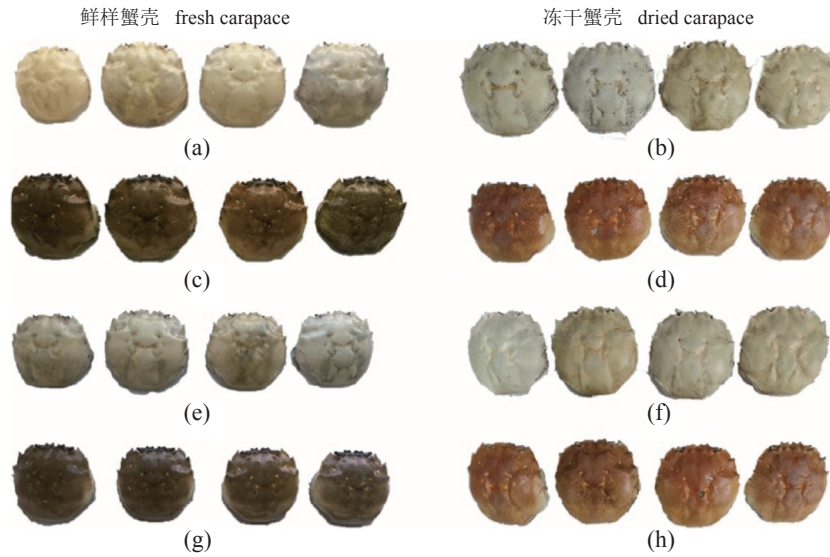 鲜样蟹壳 fresh carapace
冻干蟹壳 dried carapace
(a)
(b)
(c)
(d)
(e)
(f)
(g)
(h)